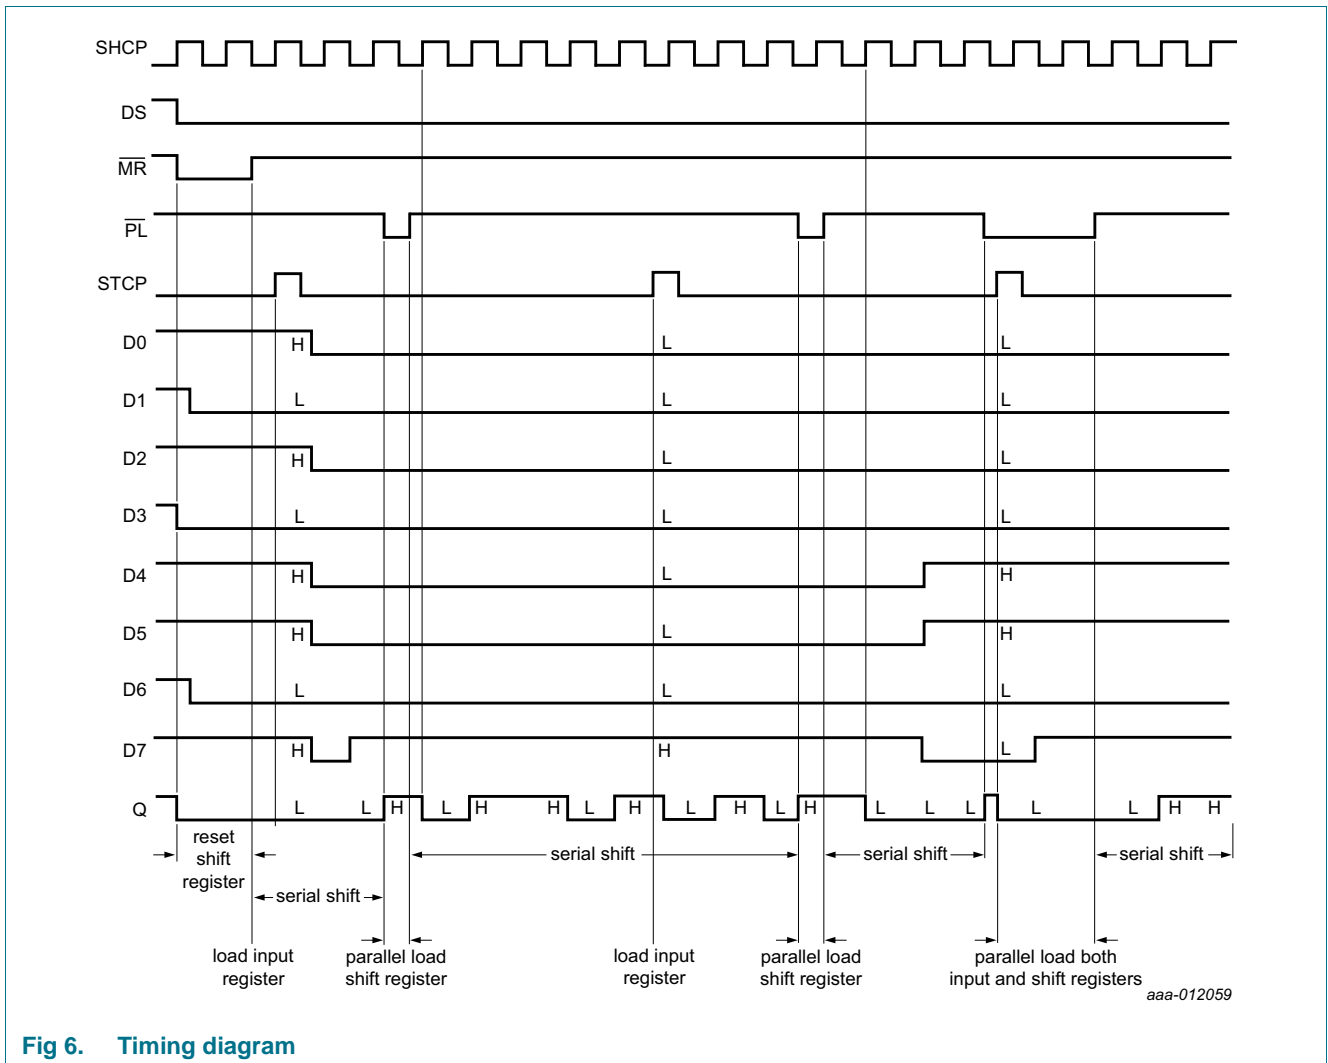 SHCP
DS
MR
PL
STCP
D0 H L L
D1 L L L
D2 H L L
D3 L L L
D4 H L H
D5 H L H
D6 L L L
D7 H H L
Q L L H L H H L H L H L H L L L L L H H
reset
shift
register
serial shift
serial shift
serial shift
serial shift
load input
register
parallel load
shift register
load input
register
parallel load
shift register
parallel load both
input and shift registers
aaa-012059
Fig 6. Timing diagram